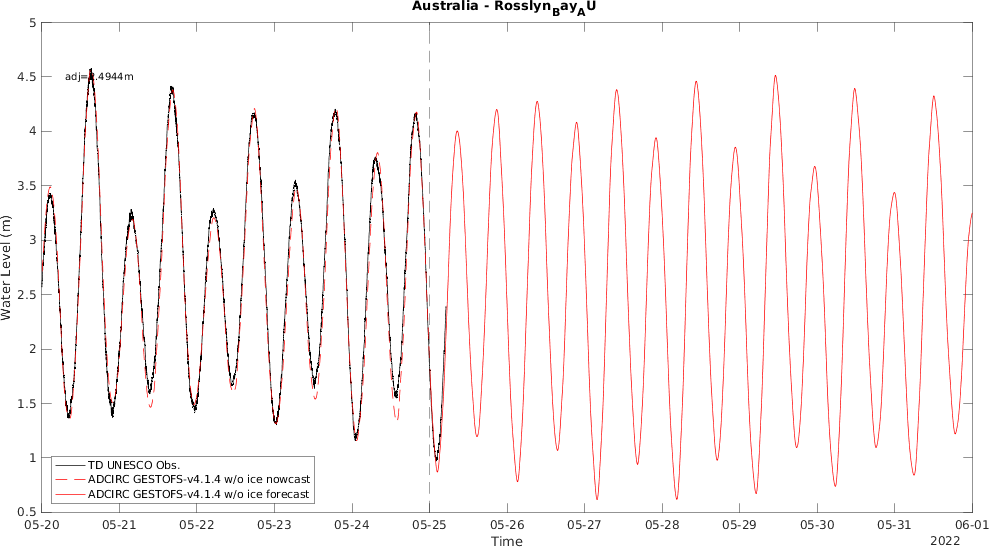 Australia - Rosslyn_Bay_AU
5
4.5
4
3.5
3
2.5
2
1.5
1
0.5
Water Level (m)
adj=2.4944m
TD UNESCO Obs.
ADCIRC GESTOFS-v4.1.4 w/o ice nowcast
ADCIRC GESTOFS-v4.1.4 w/o ice forecast
05-20 05-21 05-22 05-23 05-24 05-25 05-26 05-27 05-28 05-29 05-30 05-31 06-01
Time
2022